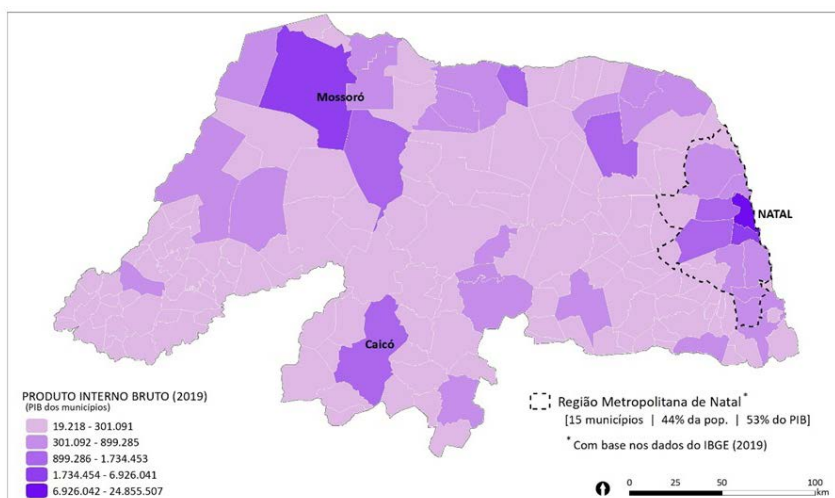 Mossoró
NATAL
Caicó
PRODUTO INTERNO BRUTO (2019)
(PIB dos municípios)
19.218 - 301.091
301.092 - 899.285
899.286 - 1.734.453
1.734.454 - 6.926.041
6.926.042 - 24.855.507
Região Metropolitana de Natal*
[15 municípios | 44% da pop. | 53% do PIB]
* Com base nos dados do IBGE (2019)
0 25 50 100
km